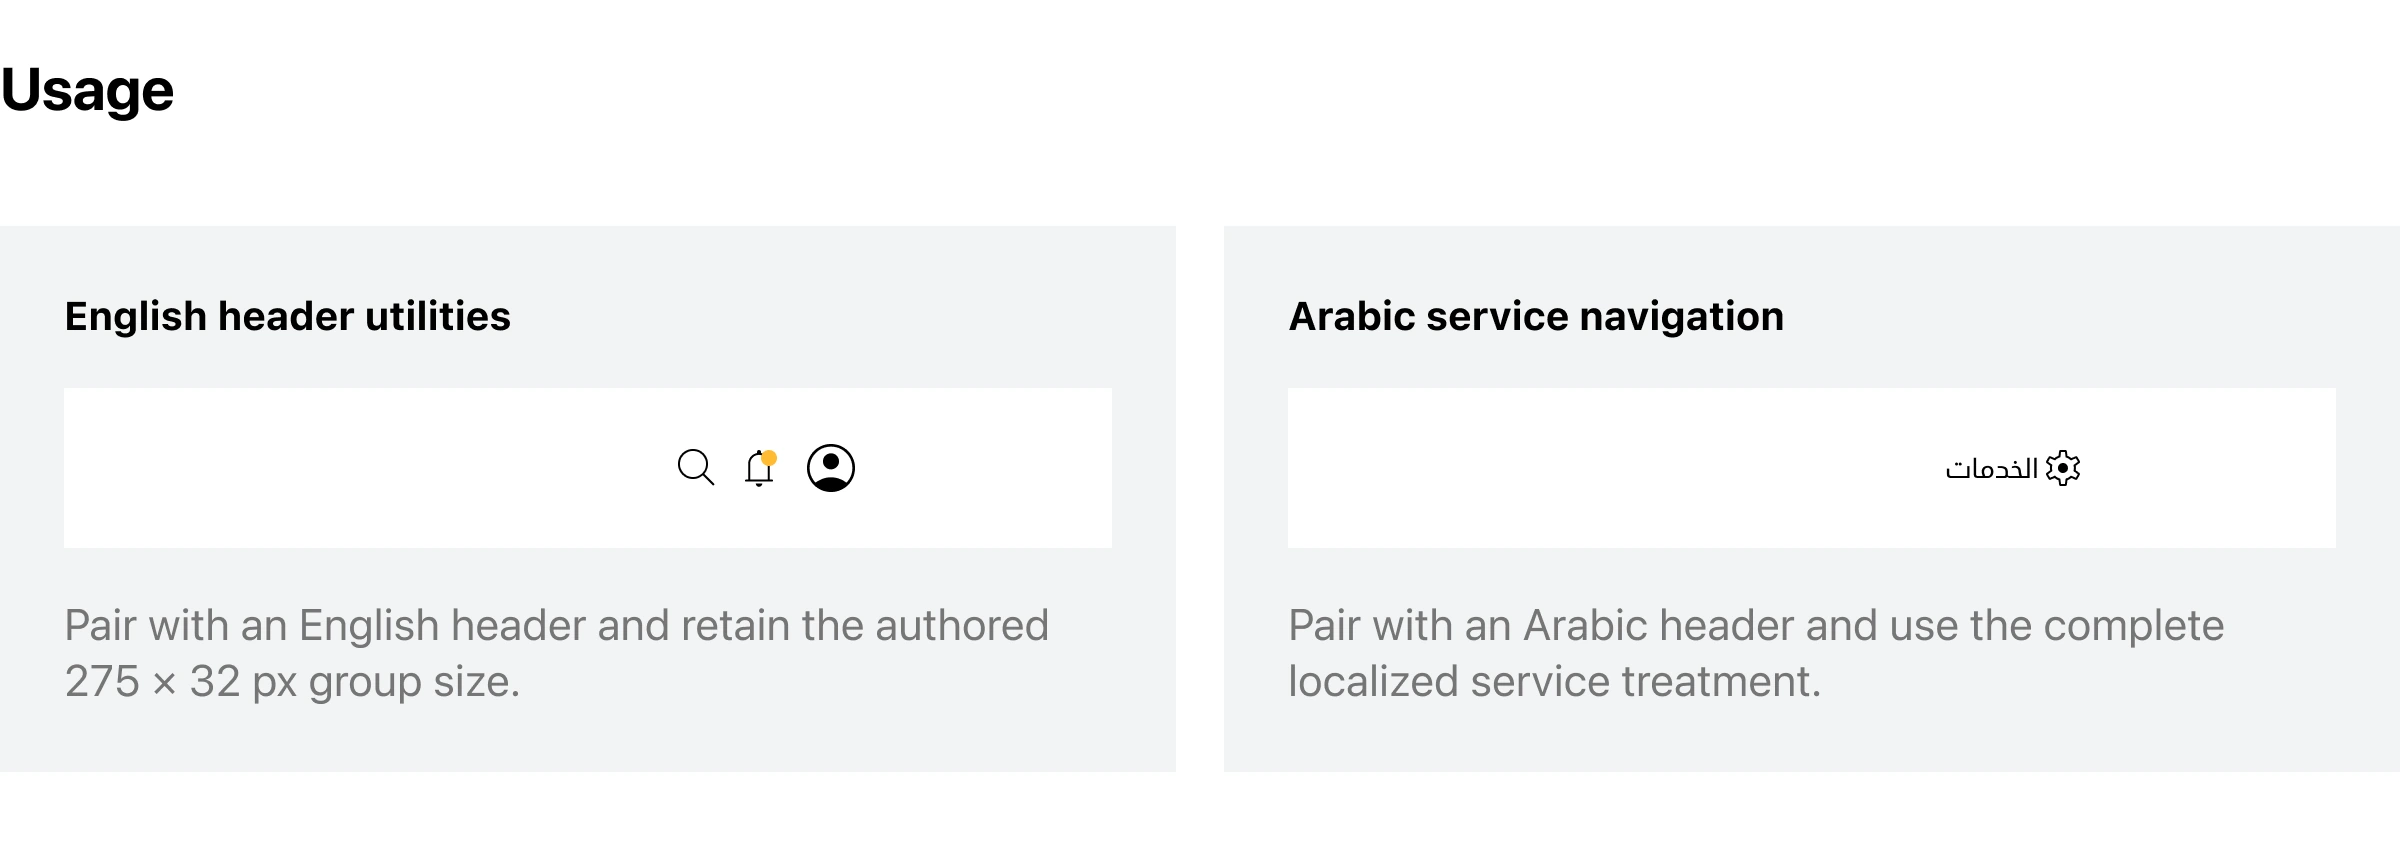 Usage
English header utilities
Pair with an English header and retain the authored
275 × 32 px group size.
Arabic service navigation
الخدمات
Pair with an Arabic header and use the complete
localized service treatment.